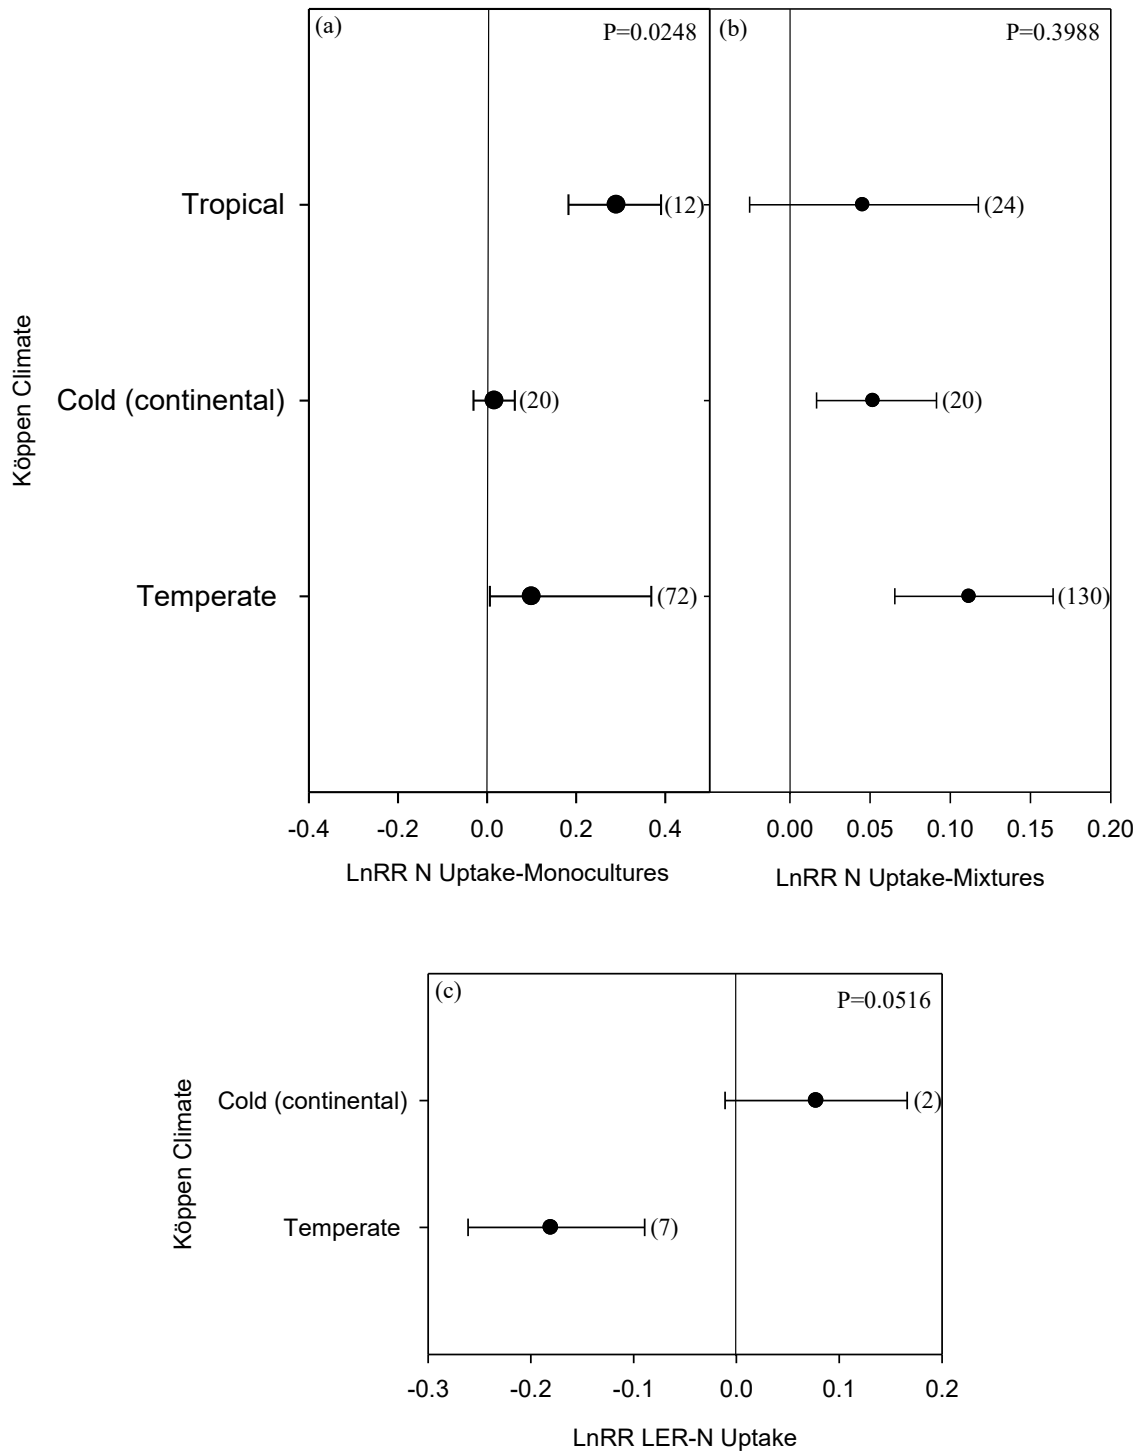 (a)
P=0.0248
(b)
P=0.3988
Tropical
(12)
(24)
Köppen Climate
Cold (continental)
(20)
(20)
Temperate
(72)
(130)
-0.4 -0.2 0.0 0.2 0.4
0.00 0.05 0.10 0.15 0.20
LnRR N Uptake-Monocultures
LnRR N Uptake-Mixtures
(c)
P=0.0516
Köppen Climate
Cold (continental)
(2)
Temperate
(7)
-0.3 -0.2 -0.1 0.0 0.1 0.2
LnRR LER-N Uptake